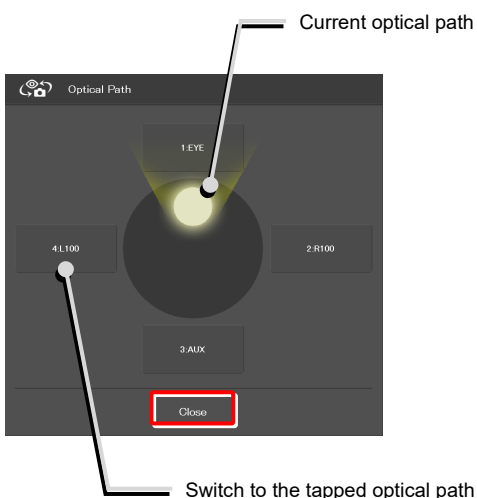 Current optical path
Optical Path
1:EYE
4:L100
2:R100
3:AUX
Close
Switch to the tapped optical path